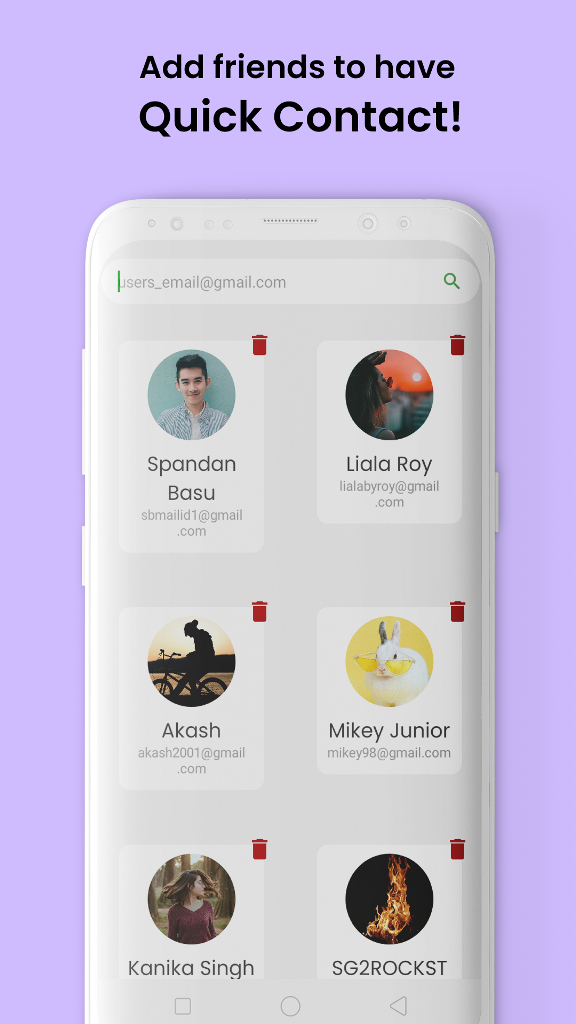 Add friends to have
Quick Contact!
users_email@gmail.com
Spandan
Basu
sbmailid1@gmail
.com
Liala Roy
lialabyroy@gmail
.com
Akash
akash2001@gmail
.com
Mikey Junior
mikey98@gmail.com
Kanika Singh
SG2ROCKST